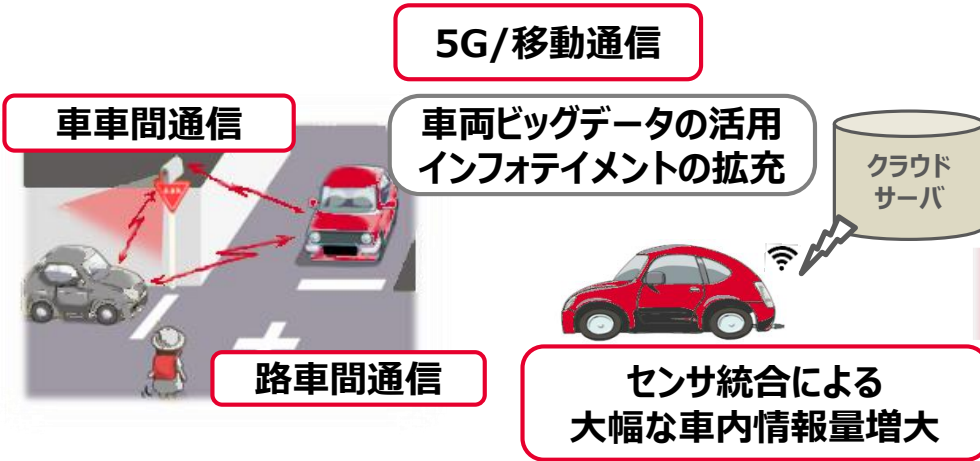 5G/移動通信
車車間通信
車両ビッグデータの活用
インフォテイメントの拡充
クラウド
サーバ
路車間通信
センサ統合による
大幅な車内情報量増大